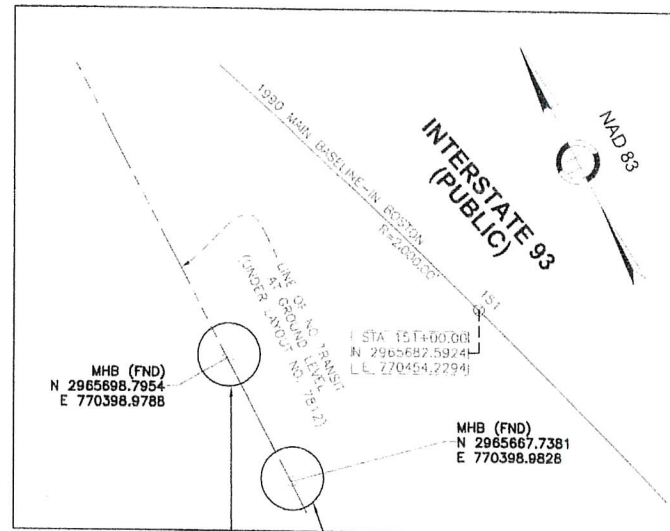 NAD 83
1990 MAIN BASELINE-IN BOSTON
R=2,000.00'
INTERSTATE 93
(PUBLIC)
151
LINE OF NO TRANSIT
AT GROUND LEVEL
(UNDER LAYOUT NO. 7812)
STA 151+00.00
N 2965682.5924
E 770454.2294
MHB (FND)
N 2965698.7954
E 770398.9788
MHB (FND)
N 2965667.7381
E 770398.9828